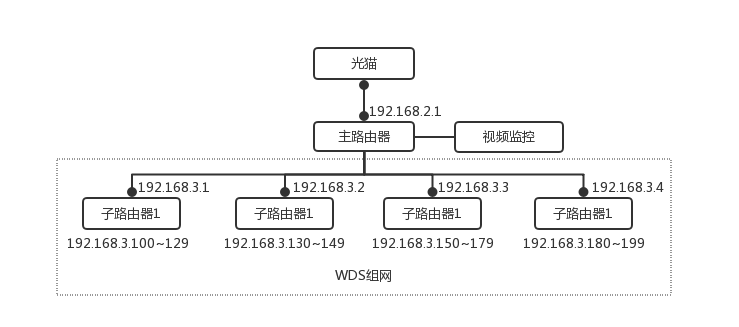 光猫
192.168.2.1
主路由器
视频监控
192.168.3.1
192.168.3.2
192.168.3.3
192.168.3.4
子路由器1
子路由器1
子路由器1
子路由器1
192.168.3.100~129
192.168.3.130~149
192.168.3.150~179
192.168.3.180~199
WDS组网